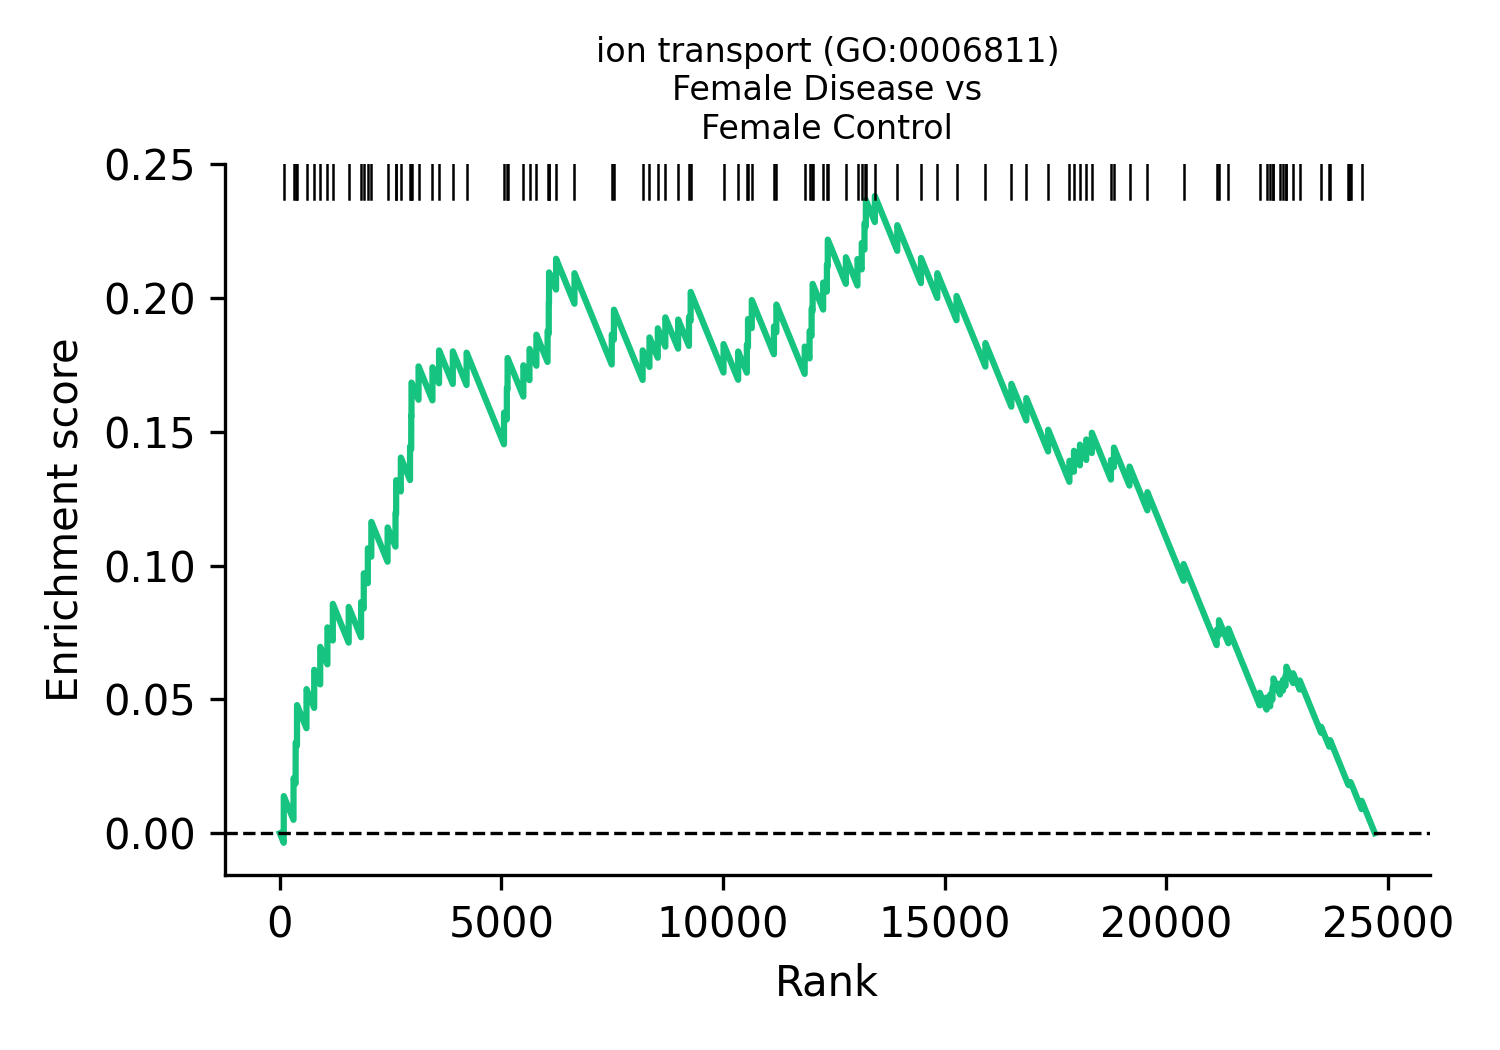 ion transport (GO:0006811)
Female Disease vs
Female Control
0.25
0.20
0.15
0.10
0.05
0.00
Enrichment score
0 5000 10000 15000 20000 25000
Rank